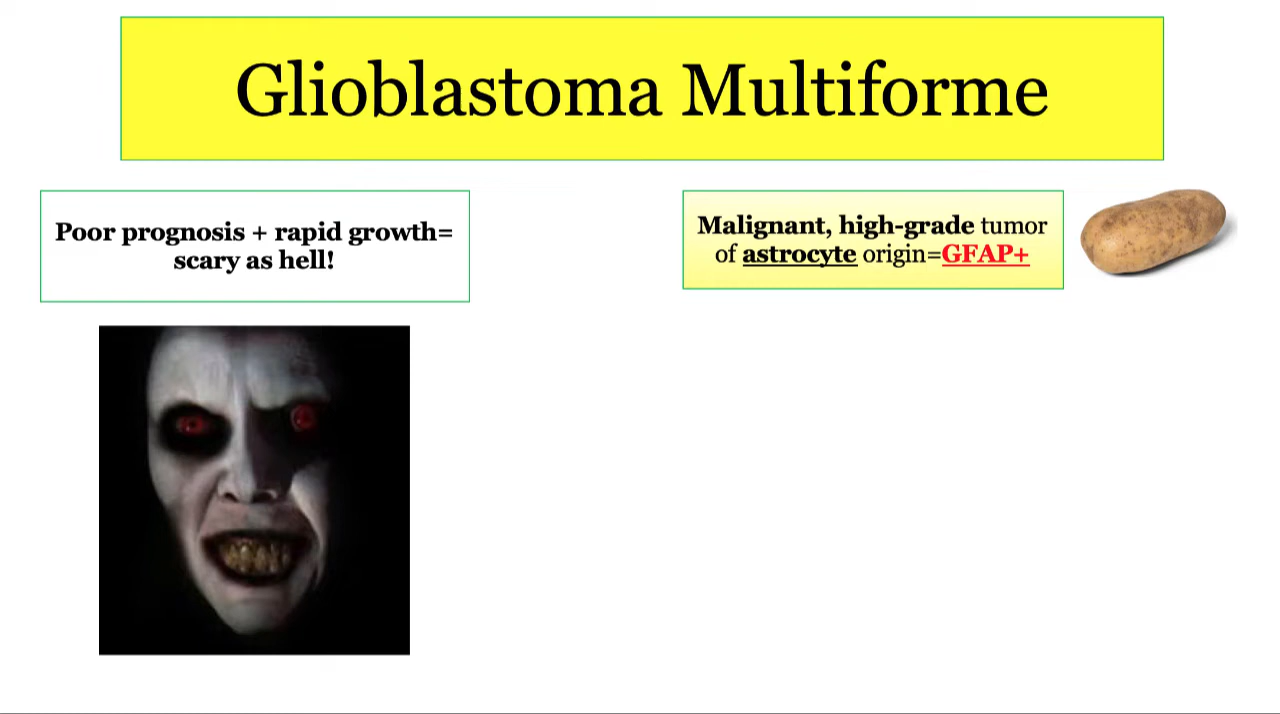 Glioblastoma Multiforme
Poor prognosis + rapid growth=
scary as hell!
Malignant, high-grade tumor
of astrocyte origin=GFAP+